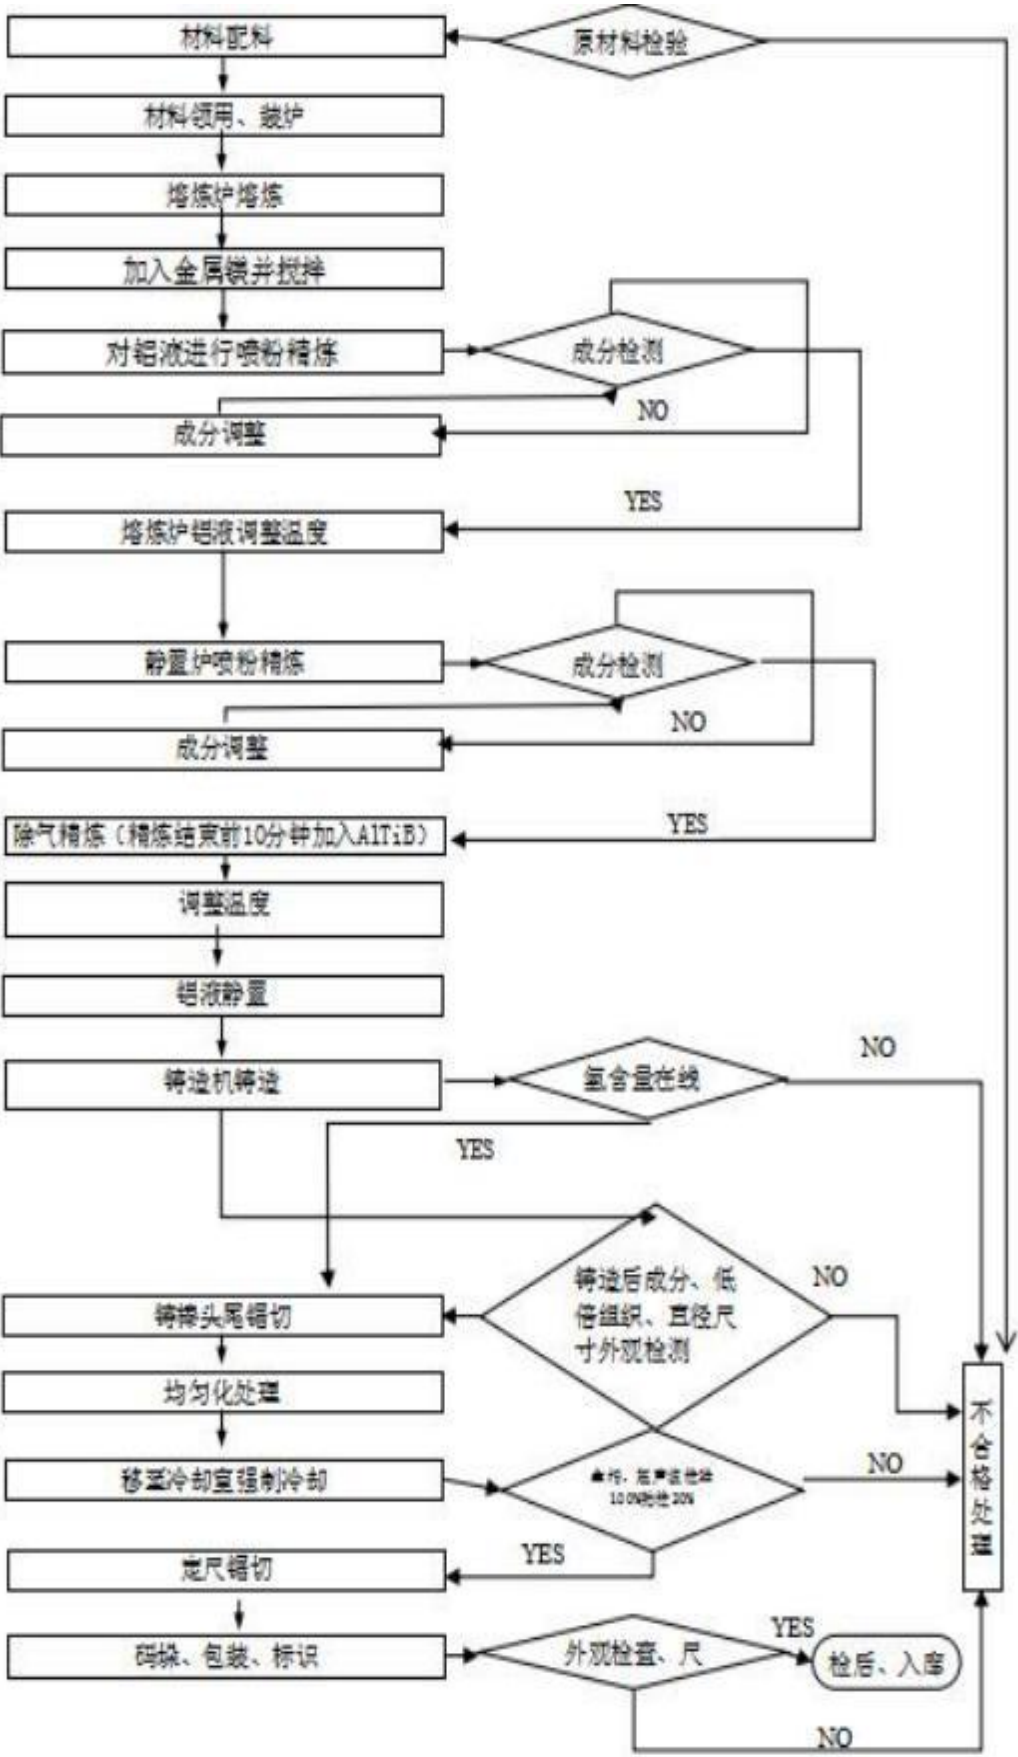 材料配料
原材料检验
材料领用、装炉
熔炼炉熔炼
加入金属镁并搅拌
对铝液进行喷粉精炼
成分检测
NO
成分调整
YES
熔炼炉铝液调整温度
静置炉喷粉精炼
成分检测
NO
成分调整
YES
除气精炼（精炼结束前10分钟加入AlTiB）
调整温度
铝液静置
NO
铸造机铸造
氢含量在线
YES
铸造后成分、低
倍组织、直径尺
寸外观检测
NO
铸棒头尾锯切
均匀化处理
移至冷却室强制冷却
100%
20%
NO
不合格处置
YES
定尺锯切
码垛、包装、标识
外观检查、尺
YES
检后、入库
NO